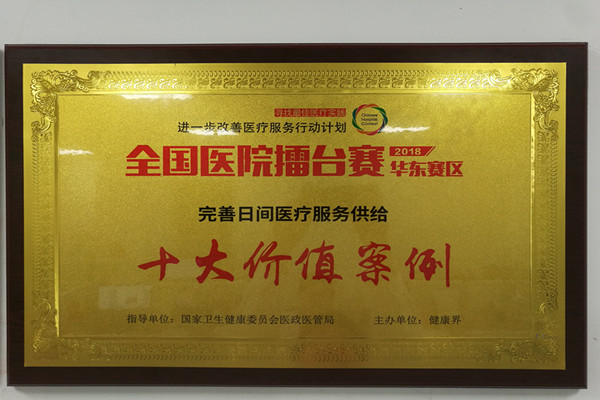 寻找最佳医疗实践
进一步改善医疗服务行动计划
Chinese Hospital Contest
全国医院擂台赛 2018 华东赛区
完善日间医疗服务供给
十大价值案例
指导单位：国家卫生健康委员会医政医管局 主办单位：健康界